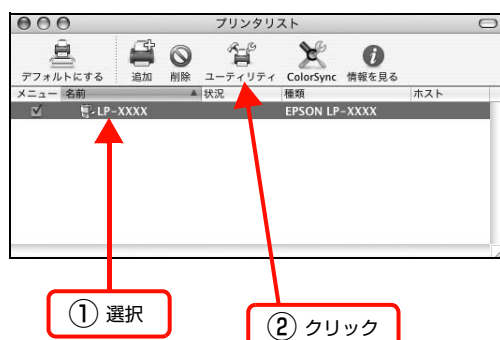 プリンタリスト
デフォルトにする 追加 削除 ユーティリティ ColorSync 情報を見る
メニュー 名前 状況 種類 ホスト
LP-XXXX EPSON LP-XXXX
① 選択
② クリック